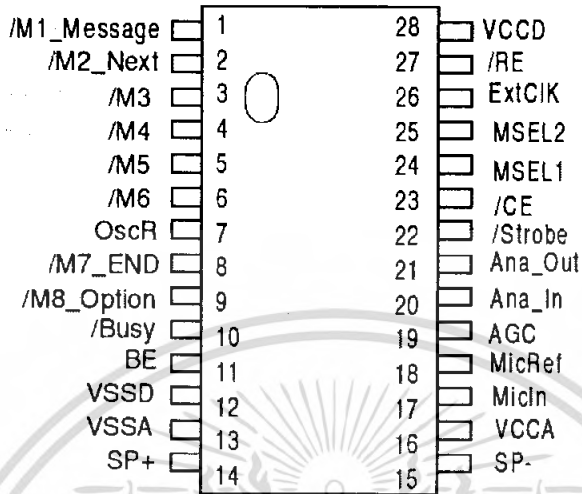 /M1_Message 1 28 VCCD
/M2_Next 2 27 /RE
/M3 3 26 ExtClK
/M4 4 25 MSEL2
/M5 5 24 MSEL1
/M6 6 23 /CE
OscR 7 22 /Strobe
/M7_END 8 21 Ana_Out
/M8_Option 9 20 Ana_In
/Busy 10 19 AGC
BE 11 18 MicRef
VSSD 12 17 MicIn
VSSA 13 16 VCCA
SP+ 14 15 SP-